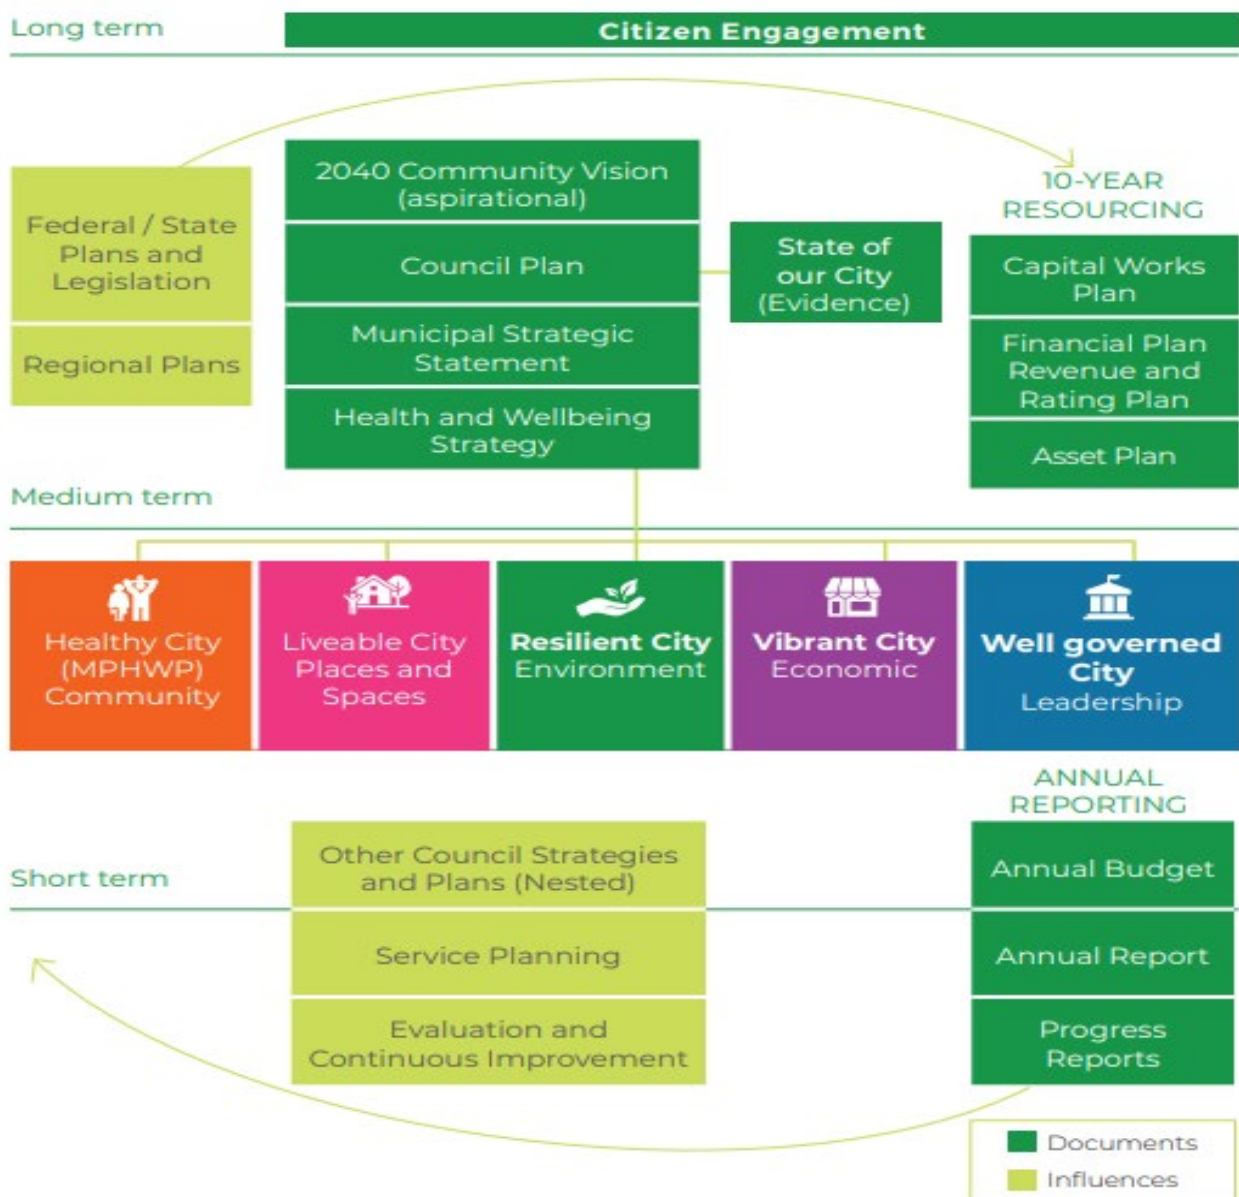 Long term
Citizen Engagement
Federal / State
Plans and
Legislation
Regional Plans
2040 Community Vision
(aspirational)
Council Plan
Municipal Strategic
Statement
Health and Wellbeing
Strategy
State of
our City
(Evidence)
10-YEAR
RESOURCING
Capital Works
Plan
Financial Plan
Revenue and
Rating Plan
Asset Plan
Medium term
Healthy City
(MPHWP)
Community
Liveable City
Places and
Spaces
Resilient City
Environment
Vibrant City
Economic
Well governed
City
Leadership
Short term
Other Council Strategies
and Plans (Nested)
Service Planning
Evaluation and
Continuous Improvement
ANNUAL
REPORTING
Annual Budget
Annual Report
Progress
Reports
Documents
Influences